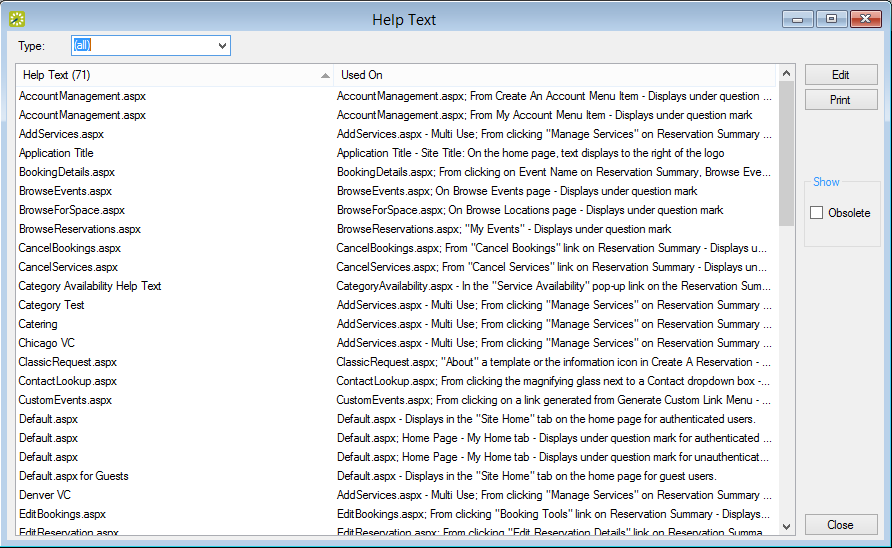 Help Text
Type: (all)
Help Text (71) Used On
Edit
Print
Show
Obsolete
AccountManagement.aspx AccountManagement.aspx; From Create An Account Menu Item - Displays under question ...
AccountManagement.aspx AccountManagement.aspx; From My Account Menu Item - Displays under question mark
AddServices.aspx AddServices.aspx - Multi Use; From clicking "Manage Services" on Reservation Summary ...
Application Title Application Title - Site Title: On the home page, text displays to the right of the logo
BookingDetails.aspx BookingDetails.aspx; From clicking on Event Name on Reservation Summary, Browse Eve...
BrowseEvents.aspx BrowseEvents.aspx; On Browse Events page - Displays under question mark
BrowseForSpace.aspx BrowseForSpace.aspx; On Browse Locations page - Displays under question mark
BrowseReservations.aspx BrowseReservations.aspx; "My Events" - Displays under question mark
CancelBookings.aspx CancelBookings.aspx; From "Cancel Bookings" link on Reservation Summary - Displays u...
CancelServices.aspx CancelServices.aspx; From "Cancel Services" link on Reservation Summary - Displays un...
Category Availability Help Text CategoryAvailability.aspx - In the "Service Availability" pop-up link on the Reservation Sum...
Category Test AddServices.aspx - Multi Use; From clicking "Manage Services" on Reservation Summary ...
Catering AddServices.aspx - Multi Use; From clicking "Manage Services" on Reservation Summary ...
Chicago VC AddServices.aspx - Multi Use; From clicking "Manage Services" on Reservation Summary ...
ClassicRequest.aspx ClassicRequest.aspx; "About" a template or the information icon in Create A Reservation - ...
ContactLookup.aspx ContactLookup.aspx; From clicking the magnifying glass next to a Contact dropdown box -...
CustomEvents.aspx CustomEvents.aspx; From clicking on a link generated from Generate Custom Link Menu - ...
Default.aspx Default.aspx - Displays in the "Site Home" tab on the home page for authenticated users.
Default.aspx Default.aspx; Home Page - My Home tab - Displays under question mark for authenticated ...
Default.aspx Default.aspx; Home Page - My Home tab - Displays under question mark for unauthenticat...
Default.aspx for Guests Default.aspx - Displays in the "Site Home" tab on the home page for guest users.
Denver VC AddServices.aspx - Multi Use; From clicking "Manage Services" on Reservation Summary ...
EditBookings.aspx EditBookings.aspx; From clicking "Booking Tools" link on Reservation Summary - Displays...
EditReservation.aspx EditReservation.aspx; From clicking "Edit Reservation Details" link on Reservation Summa...
Close